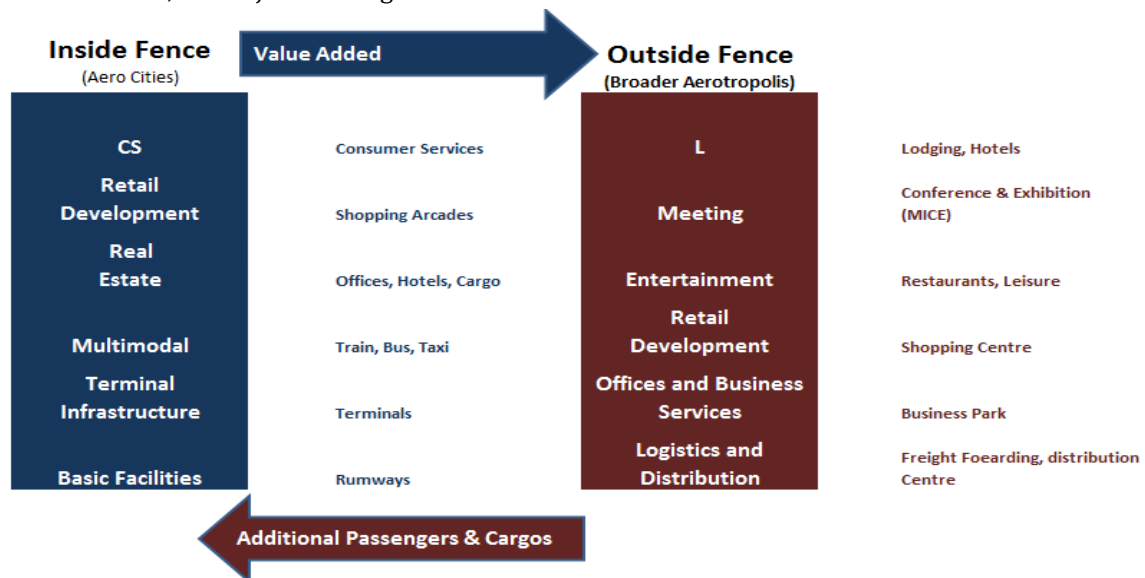 Inside Fence
(Aero Cities)
Value Added
Outside Fence
(Broader Aerotropolis)
CS
Consumer Services
L
Lodging, Hotels
Retail
Development
Shopping Arcades
Meeting
Conference & Exhibition
(MICE)
Real
Estate
Offices, Hotels, Cargo
Entertainment
Restaurants, Leisure
Multimodal
Train, Bus, Taxi
Retail
Development
Shopping Centre
Terminal
Infrastructure
Terminals
Offices and Business
Services
Business Park
Basic Facilities
Rumways
Logistics and
Distribution
Freight Foearding, distribution
Centre
Additional Passengers & Cargos